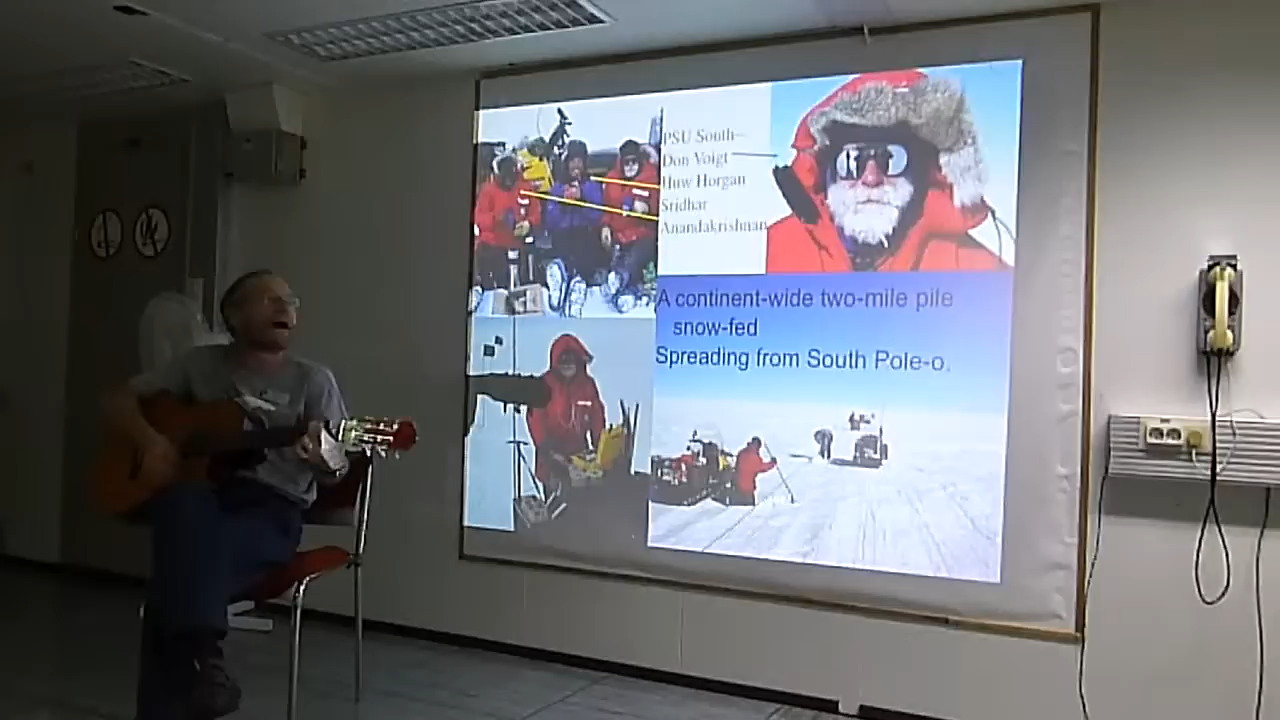 PSU South—
Don Voigt
Huw Horgan
Sridhar
Anandakrishnan
A continent-wide two-mile pile
snow-fed
Spreading from South Pole-o.